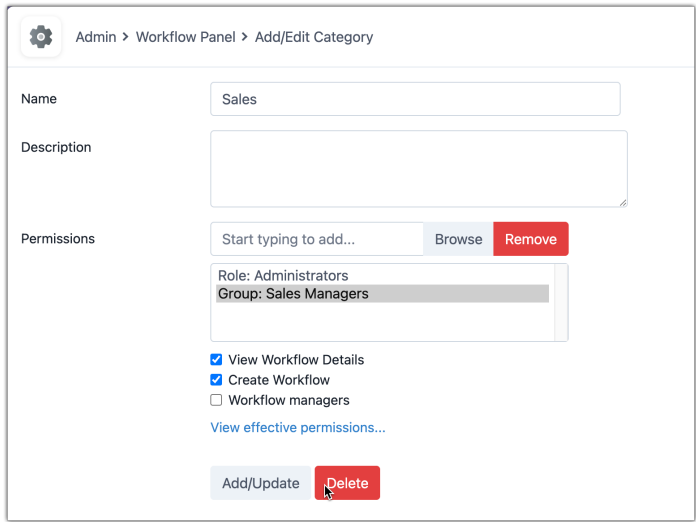 Admin > Workflow Panel > Add/Edit Category
Name
Sales
Description
Permissions
Start typing to add...
Browse
Remove
Role: Administrators
Group: Sales Managers
View Workflow Details
Create Workflow
Workflow managers
View effective permissions...
Add/Update
Delete